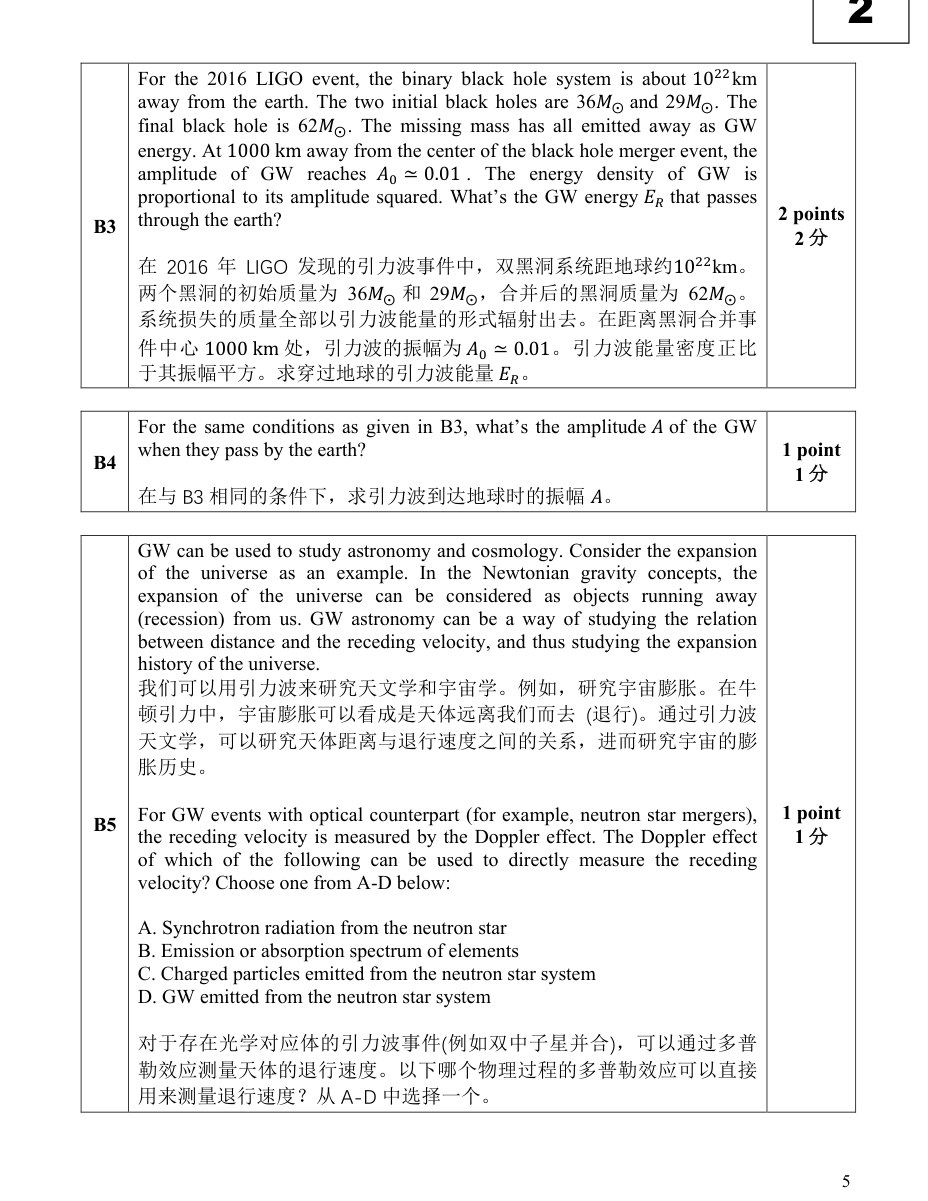 2
For the 2016 LIGO event, the binary black hole system is about 10²²km
away from the earth. The two initial black holes are 36M⊙ and 29M⊙. The
final black hole is 62M⊙. The missing mass has all emitted away as GW
energy. At 1000 km away from the center of the black hole merger event, the
amplitude of GW reaches A₀ ≃ 0.01 . The energy density of GW is
proportional to its amplitude squared. What's the GW energy E_R that passes
through the earth?
B3
2 points
2 分
在 2016 年 LIGO 发现的引力波事件中，双黑洞系统距地球约10²²km。
两个黑洞的初始质量为 36M⊙ 和 29M⊙，合并后的黑洞质量为 62M⊙。
系统损失的质量全部以引力波能量的形式辐射出去。在距离黑洞合并事
件中心 1000 km 处，引力波的振幅为 A₀ ≃ 0.01。引力波能量密度正比
于其振幅平方。求穿过地球的引力波能量 E_R。
For the same conditions as given in B3, what's the amplitude A of the GW
when they pass by the earth?
B4
1 point
1 分
在与 B3 相同的条件下，求引力波到达地球时的振幅 A。
GW can be used to study astronomy and cosmology. Consider the expansion
of the universe as an example. In the Newtonian gravity concepts, the
expansion of the universe can be considered as objects running away
(recession) from us. GW astronomy can be a way of studying the relation
between distance and the receding velocity, and thus studying the expansion
history of the universe.
我们可以用引力波来研究天文学和宇宙学。例如，研究宇宙膨胀。在牛
顿引力中，宇宙膨胀可以看成是天体远离我们而去 (退行)。通过引力波
天文学，可以研究天体距离与退行速度之间的关系，进而研究宇宙的膨
胀历史。
B5
1 point
1 分
For GW events with optical counterpart (for example, neutron star mergers),
the receding velocity is measured by the Doppler effect. The Doppler effect
of which of the following can be used to directly measure the receding
velocity? Choose one from A-D below:
A. Synchrotron radiation from the neutron star
B. Emission or absorption spectrum of elements
C. Charged particles emitted from the neutron star system
D. GW emitted from the neutron star system
对于存在光学对应体的引力波事件(例如双中子星并合)，可以通过多普
勒效应测量天体的退行速度。以下哪个物理过程的多普勒效应可以直接
用来测量退行速度？从 A-D 中选择一个。
5